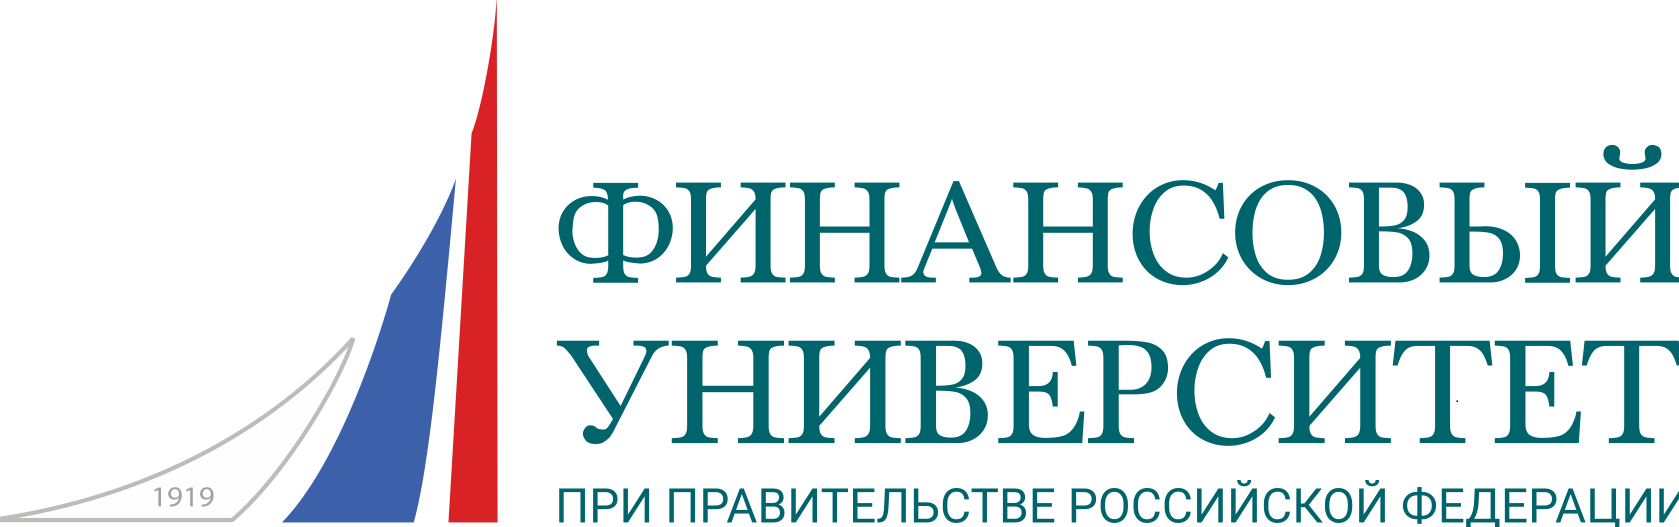 ФИНАНСОВЫЙ
УНИВЕРСИТЕТ
ПРИ ПРАВИТЕЛЬСТВЕ РОССИЙСКОЙ ФЕДЕРАЦИИ
1919